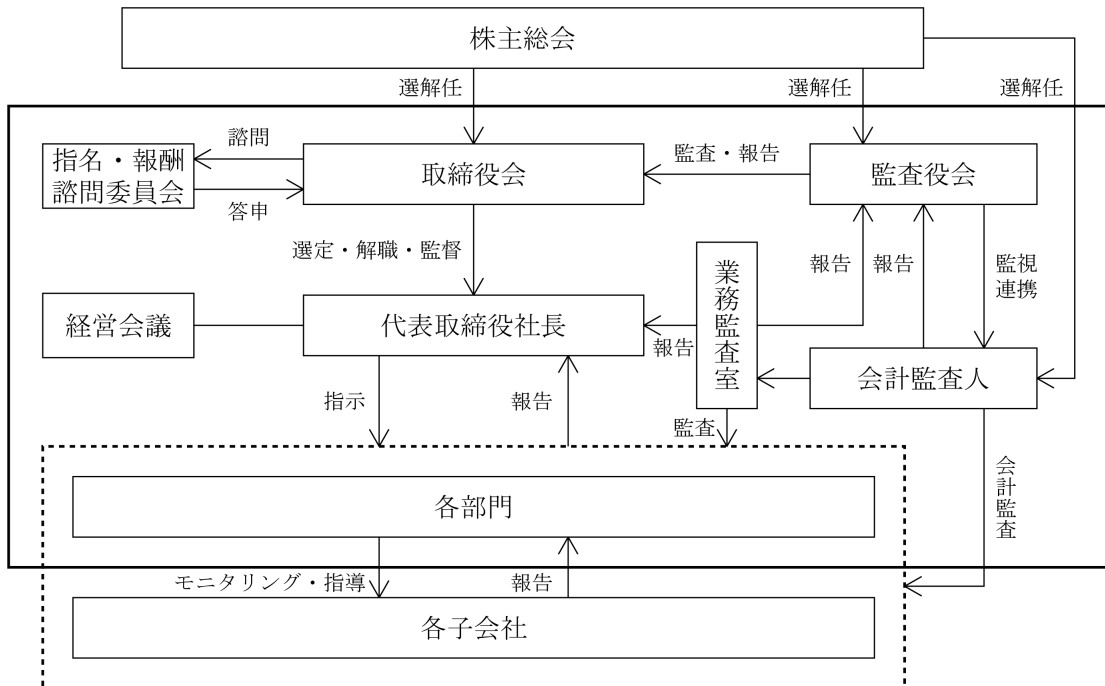 株主総会
選解任
選解任
選解任
諮問
指名・報酬
諮問委員会
答申
取締役会
監査・報告
監査役会
選定・解職・監督
報告
報告
監視
連携
経営会議
代表取締役社長
報告
業務監査室
会計監査人
指示
報告
監査
会計監査
各部門
モニタリング・指導
報告
各子会社